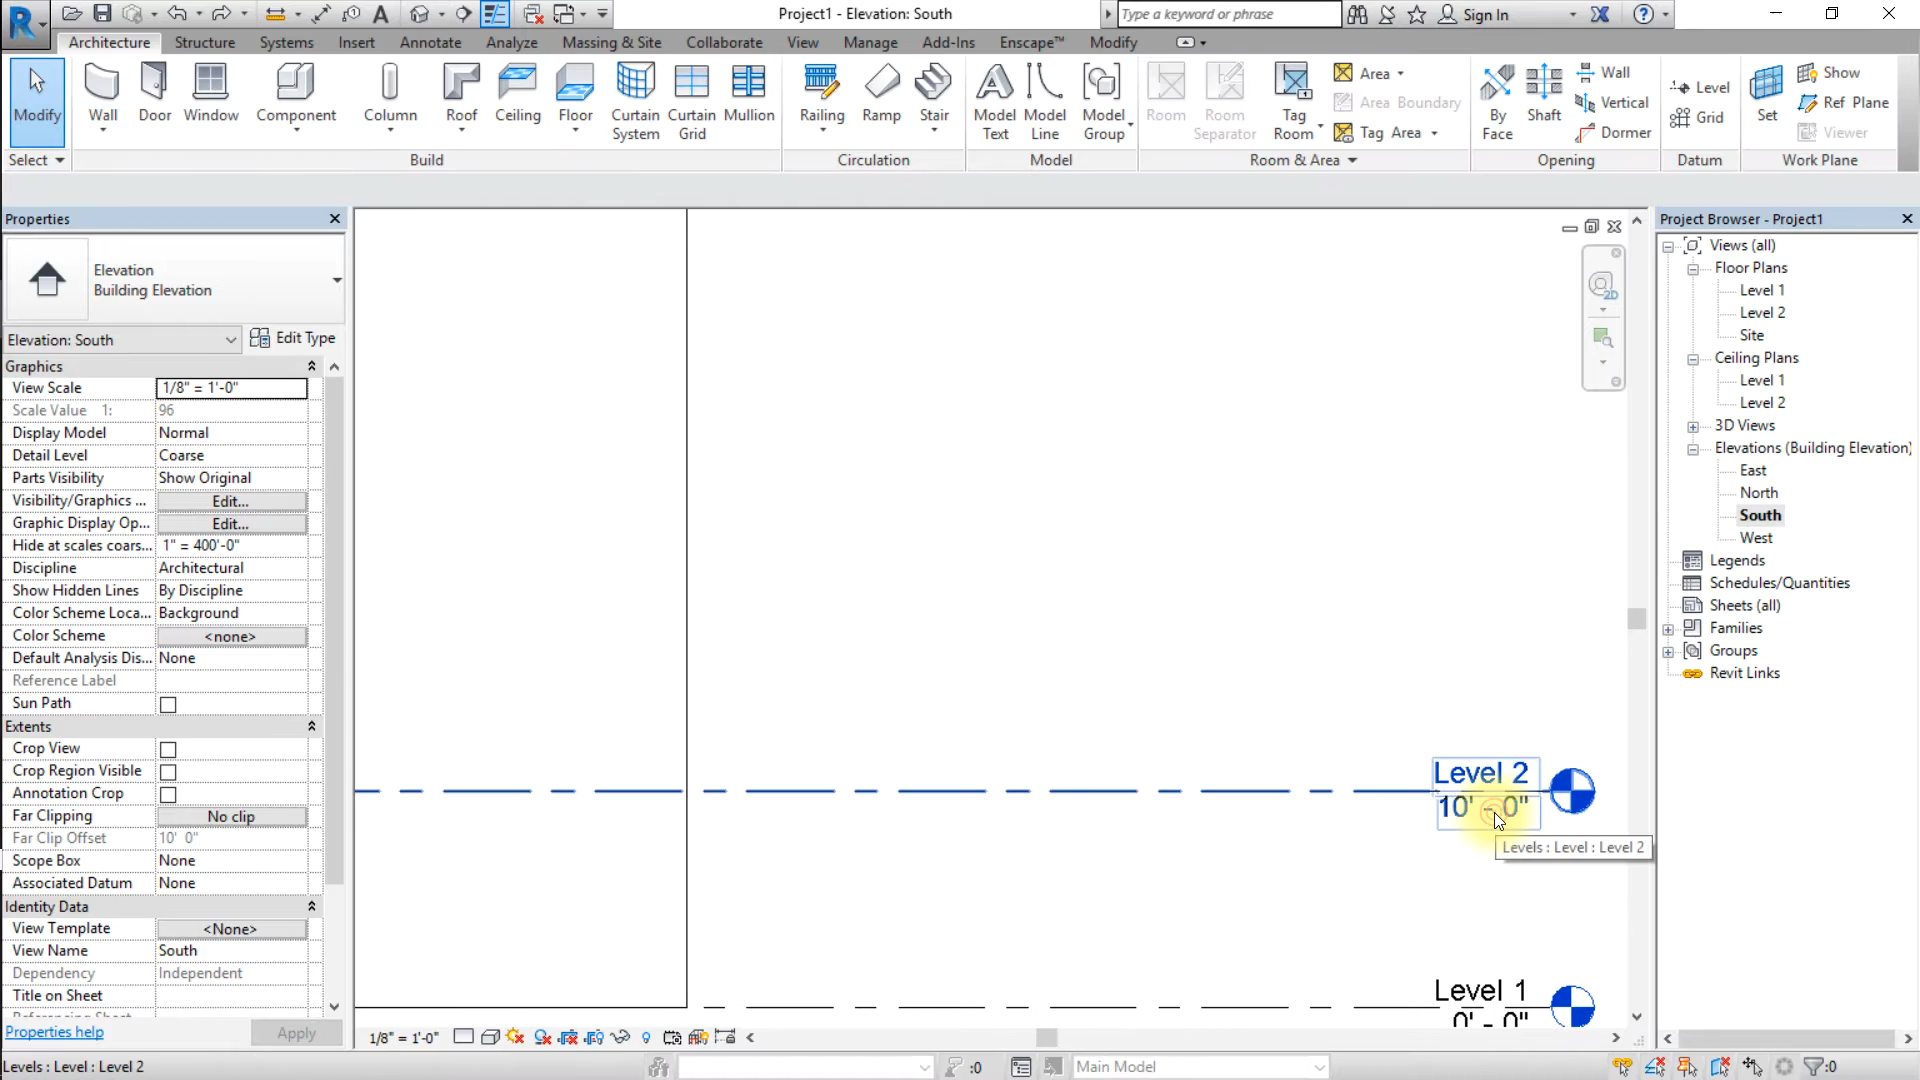 Project1 - Elevation: South
Type a keyword or phrase
Sign In
Architecture Structure Systems Insert Annotate Analyze Massing & Site Collaborate View Manage Add-Ins Enscape™ Modify
Modify
Wall
Door
Window
Component
Column
Roof
Ceiling
Floor
Curtain System
Curtain Grid
Mullion
Railing
Ramp
Stair
Model Text
Model Line
Model Group
Room
Room Separator
Tag Room
Area
Area Boundary
Tag Area
By Face
Shaft
Wall
Vertical
Dormer
Level
Grid
Set
Show
Ref Plane
Viewer
Select Build Circulation Model Room & Area Opening Datum Work Plane
Properties
Elevation
Building Elevation
Elevation: South Edit Type
Graphics
View Scale 1/8" = 1'-0"
Scale Value 1: 96
Display Model Normal
Detail Level Coarse
Parts Visibility Show Original
Visibility/Graphics ... Edit...
Graphic Display Op... Edit...
Hide at scales coars... 1" = 400'-0"
Discipline Architectural
Show Hidden Lines By Discipline
Color Scheme Loca... Background
Color Scheme <none>
Default Analysis Dis... None
Reference Label
Sun Path
Extents
Crop View
Crop Region Visible
Annotation Crop
Far Clipping No clip
Far Clip Offset 10' 0"
Scope Box None
Associated Datum None
Identity Data
View Template <None>
View Name South
Dependency Independent
Title on Sheet
Properties help Apply
2D
Level 2
10' - 0"
Levels : Level : Level 2
Level 1
0' - 0"
Project Browser - Project1
Views (all)
Floor Plans
Level 1
Level 2
Site
Ceiling Plans
Level 1
Level 2
3D Views
Elevations (Building Elevation)
East
North
South
West
Legends
Schedules/Quantities
Sheets (all)
Families
Groups
Revit Links
1/8" = 1'-0"
Levels : Level : Level 2
:0
Main Model
:0